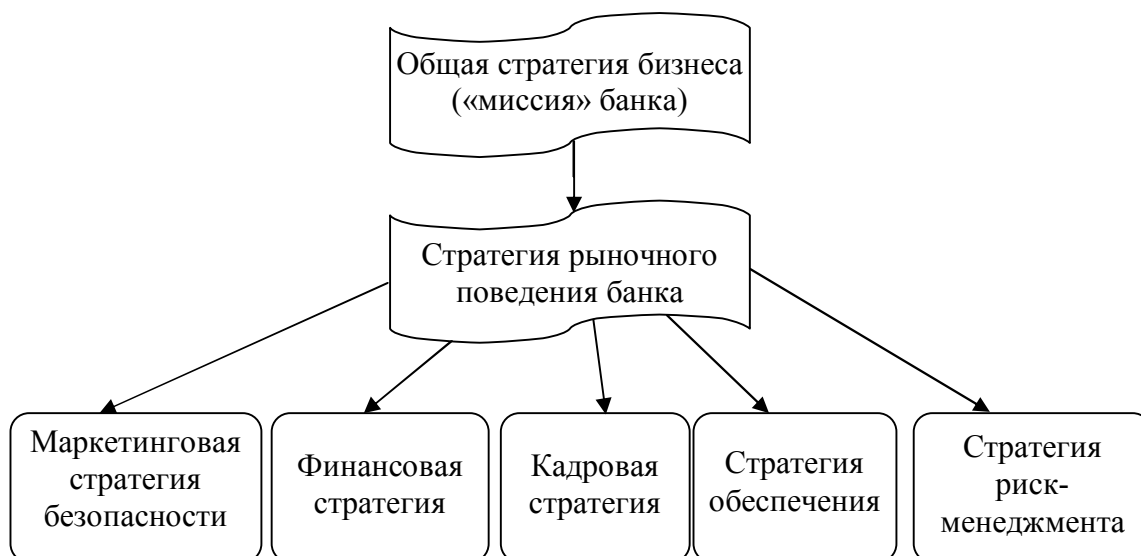 Общая стратегия бизнеса
(«миссия» банка)
Стратегия рыночного
поведения банка
Маркетинговая
стратегия
безопасности
Финансовая
стратегия
Кадровая
стратегия
Стратегия
обеспечения
Стратегия
риск-
менеджмента